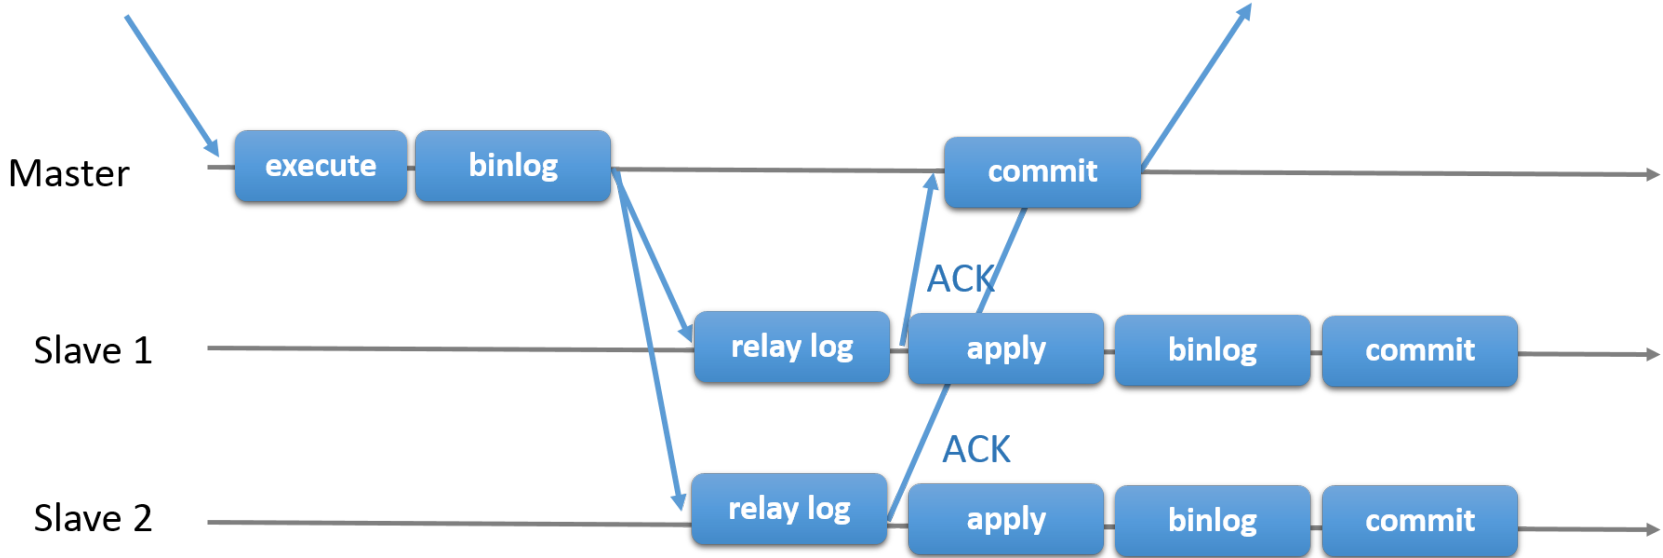 Master
execute
binlog
commit
ACK
Slave 1
relay log
apply
binlog
commit
ACK
Slave 2
relay log
apply
binlog
commit